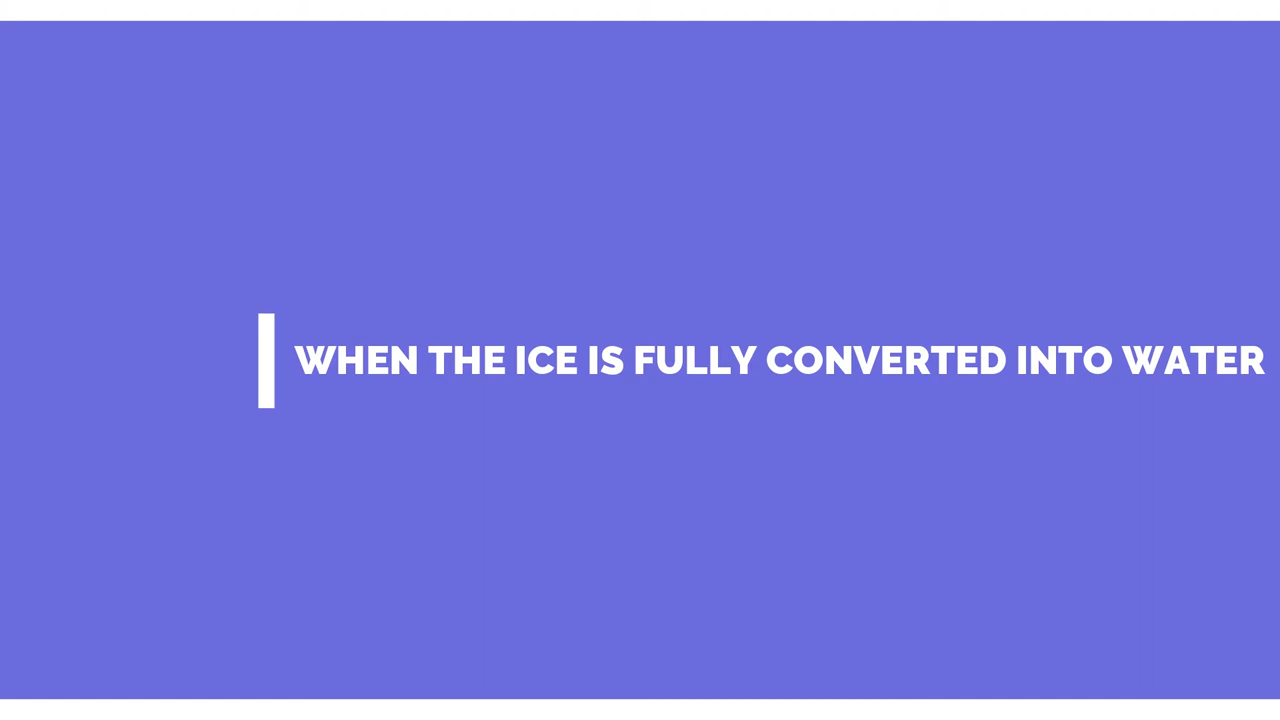 WHEN THE ICE IS FULLY CONVERTED INTO WATER